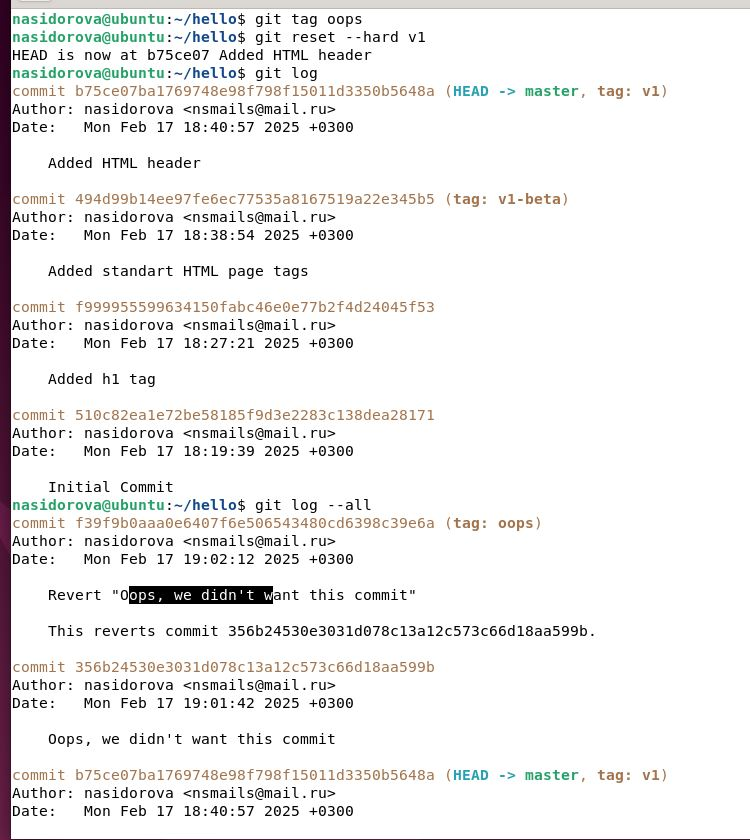 nasidorova@ubuntu:~/hello$ git tag oops
nasidorova@ubuntu:~/hello$ git reset --hard v1
HEAD is now at b75ce07 Added HTML header
nasidorova@ubuntu:~/hello$ git log
commit b75ce07ba1769748e98f798f15011d3350b5648a (HEAD -> master, tag: v1)
Author: nasidorova <nsmails@mail.ru>
Date:   Mon Feb 17 18:40:57 2025 +0300

    Added HTML header

commit 494d99b14ee97fe6ec77535a8167519a22e345b5 (tag: v1-beta)
Author: nasidorova <nsmails@mail.ru>
Date:   Mon Feb 17 18:38:54 2025 +0300

    Added standart HTML page tags

commit f999955599634150fabc46e0e77b2f4d24045f53
Author: nasidorova <nsmails@mail.ru>
Date:   Mon Feb 17 18:27:21 2025 +0300

    Added h1 tag

commit 510c82ea1e72be58185f9d3e2283c138dea28171
Author: nasidorova <nsmails@mail.ru>
Date:   Mon Feb 17 18:19:39 2025 +0300

    Initial Commit
nasidorova@ubuntu:~/hello$ git log --all
commit f39f9b0aaa0e6407f6e506543480cd6398c39e6a (tag: oops)
Author: nasidorova <nsmails@mail.ru>
Date:   Mon Feb 17 19:02:12 2025 +0300

    Revert "Oops, we didn't want this commit"

    This reverts commit 356b24530e3031d078c13a12c573c66d18aa599b.

commit 356b24530e3031d078c13a12c573c66d18aa599b
Author: nasidorova <nsmails@mail.ru>
Date:   Mon Feb 17 19:01:42 2025 +0300

    Oops, we didn't want this commit

commit b75ce07ba1769748e98f798f15011d3350b5648a (HEAD -> master, tag: v1)
Author: nasidorova <nsmails@mail.ru>
Date:   Mon Feb 17 18:40:57 2025 +0300